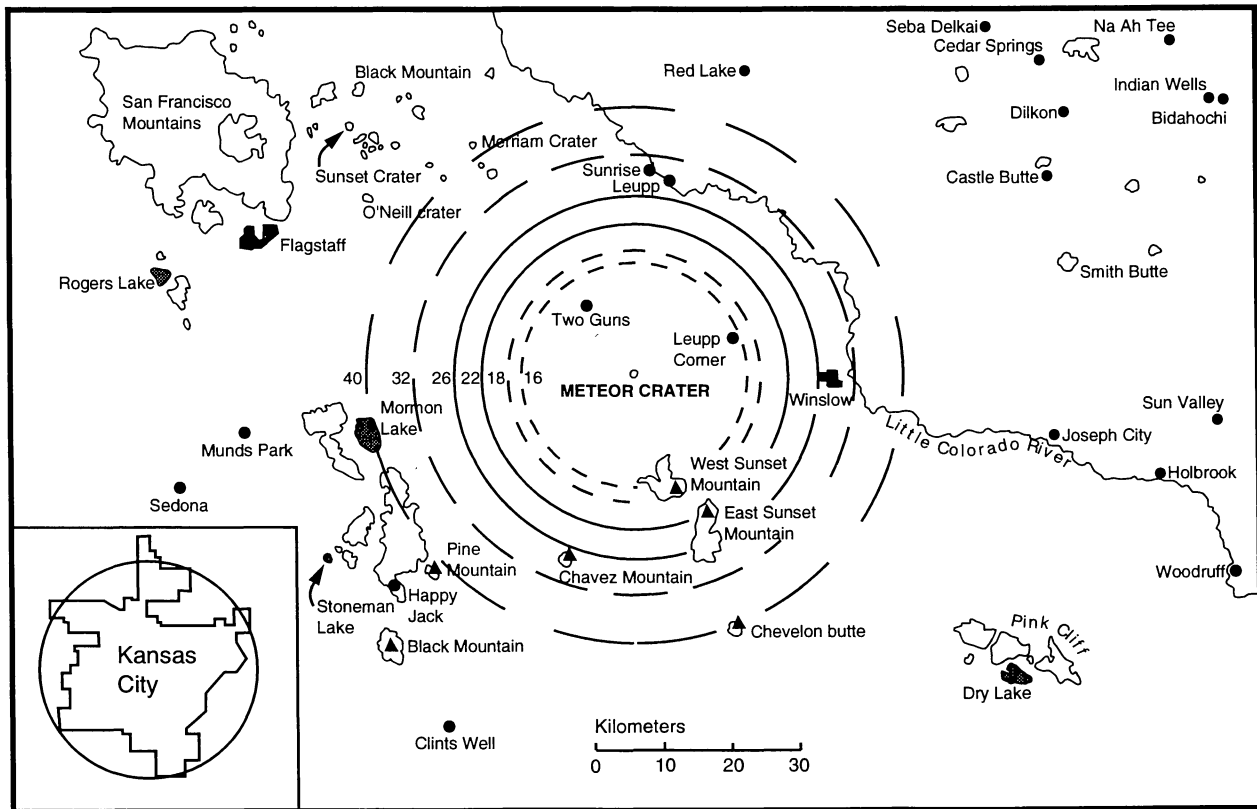 Seba Delkai
Na Ah Tee
Cedar Springs
Black Mountain
Red Lake
San Francisco
Mountains
Indian Wells
Dilkon
Bidahochi
Merriam Crater
Sunrise
Sunset Crater
Leupp
Castle Butte
O'Neill crater
Flagstaff
Rogers Lake
Smith Butte
Two Guns
Leupp
Corner
40
32
26
22
18
16
METEOR CRATER
Winslow
Mormon
Lake
Sun Valley
Little Colorado River
Joseph City
Munds Park
West Sunset
Mountain
Holbrook
Sedona
East Sunset
Mountain
Pine
Mountain
Chavez Mountain
Woodruff
Stoneman
Lake
Happy
Jack
Black Mountain
Chevelon butte
Pink Cliff
Kansas
City
Dry Lake
Clints Well
Kilometers
0 10 20 30